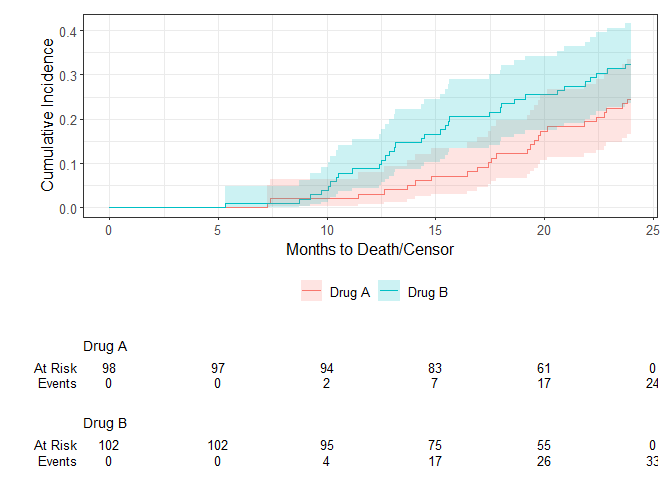 Cumulative Incidence
0.4
0.3
0.2
0.1
0.0
0 5 10 15 20 25
Months to Death/Censor
Drug A Drug B
Drug A
At Risk 98 97 94 83 61 0
Events 0 0 2 7 17 24
Drug B
At Risk 102 102 95 75 55 0
Events 0 0 4 17 26 33